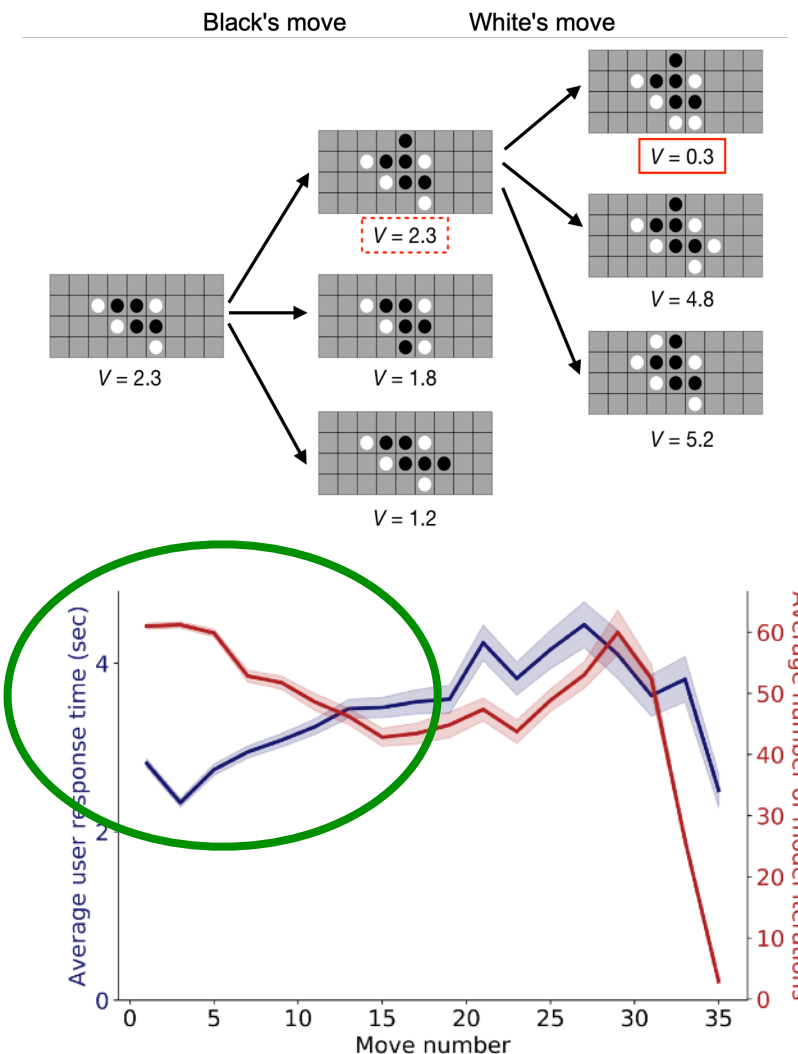 Black's move White's move
V = 0.3
V = 2.3
V = 4.8
V = 2.3
V = 1.8
V = 5.2
V = 1.2
Average user response time (sec)
4
2
0
60
50
40
30
20
10
0
0 5 10 15 20 25 30 35
Move number